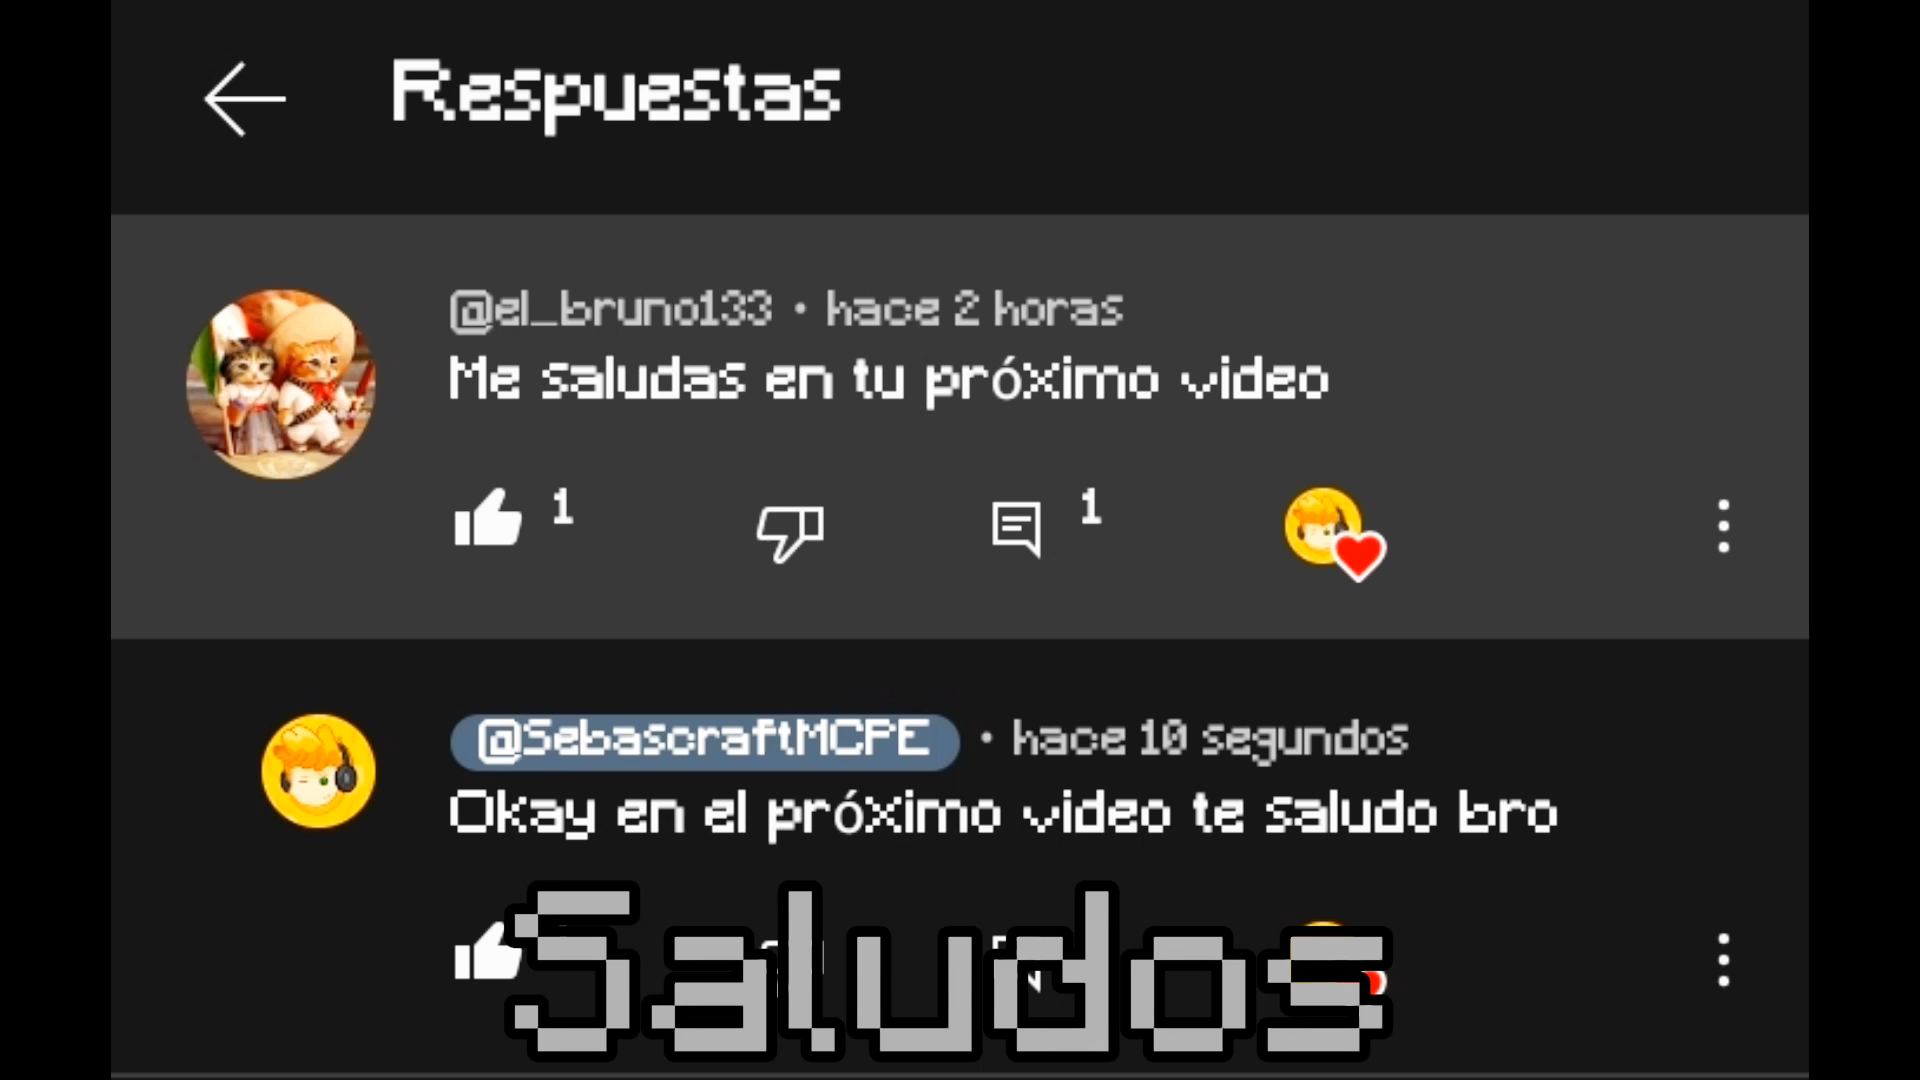 Respuestas
@el_bruno133 • hace 2 horas
Me saludas en tu próximo video
1 1
@SebascraftMCPE • hace 10 segundos
Okay en el próximo video te saludo bro
Saludos